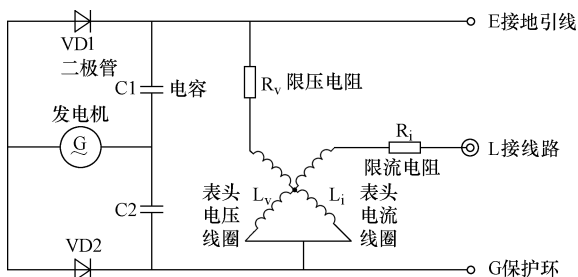 E接地引线
VD1
二极管
C1
电容
Rv 限压电阻
发电机
G
~
Ri
限流电阻
L接线路
表头
电压
线圈
Lv
Li
表头
电流
线圈
C2
VD2
G保护环